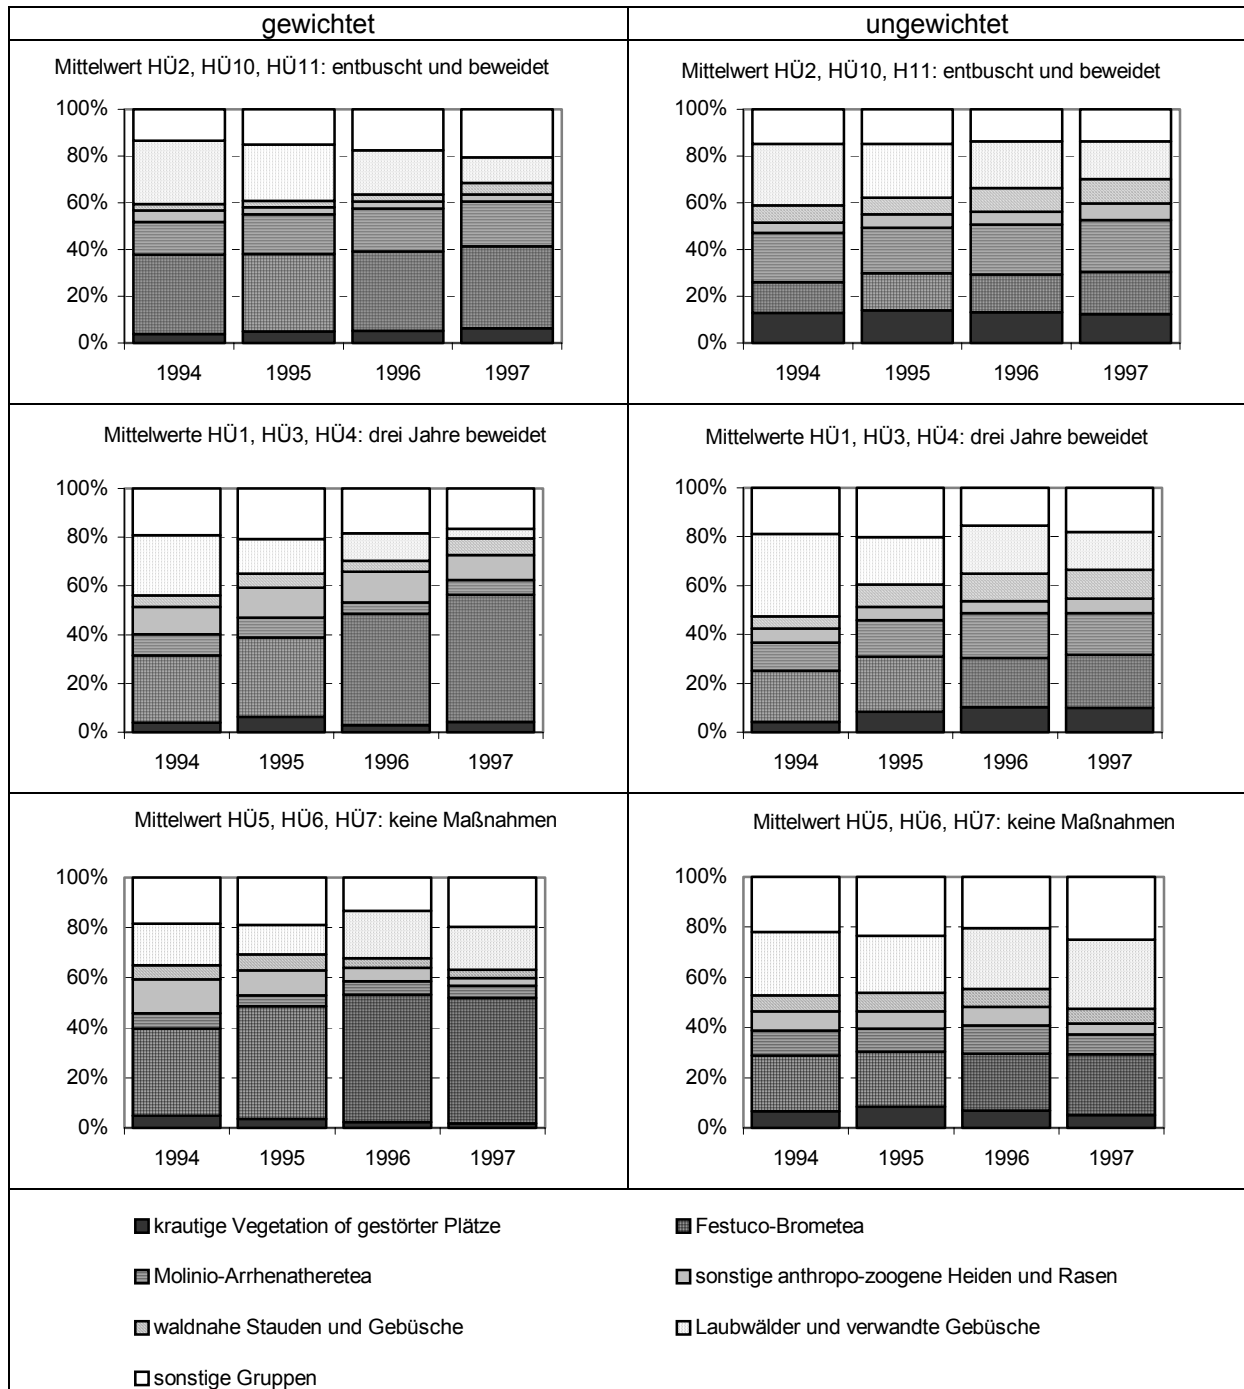 gewichtet
ungewichtet
Mittelwert HÜ2, HÜ10, HÜ11: entbuscht und beweidet
100%
80%
60%
40%
20%
0%
1994 1995 1996 1997
Mittelwert HÜ2, HÜ10, H11: entbuscht und beweidet
100%
80%
60%
40%
20%
0%
1994 1995 1996 1997
Mittelwerte HÜ1, HÜ3, HÜ4: drei Jahre beweidet
100%
80%
60%
40%
20%
0%
1994 1995 1996 1997
Mittelwerte HÜ1, HÜ3, HÜ4: drei Jahre beweidet
100%
80%
60%
40%
20%
0%
1994 1995 1996 1997
Mittelwert HÜ5, HÜ6, HÜ7: keine Maßnahmen
100%
80%
60%
40%
20%
0%
1994 1995 1996 1997
Mittelwert HÜ5, HÜ6, HÜ7: keine Maßnahmen
100%
80%
60%
40%
20%
0%
1994 1995 1996 1997
krautige Vegetation of gestörter Plätze
Festuco-Brometea
Molinio-Arrhenatheretea
sonstige anthropo-zoogene Heiden und Rasen
waldnahe Stauden und Gebüsche
Laubwälder und verwandte Gebüsche
sonstige Gruppen